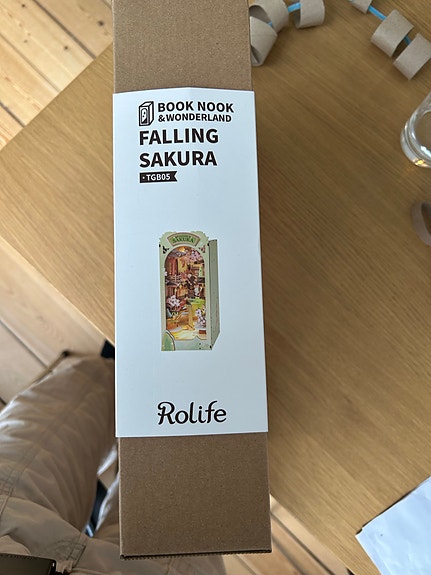 BOOK NOOK
& WONDERLAND
FALLING
SAKURA
• TGB05
SAKURA
Rolife